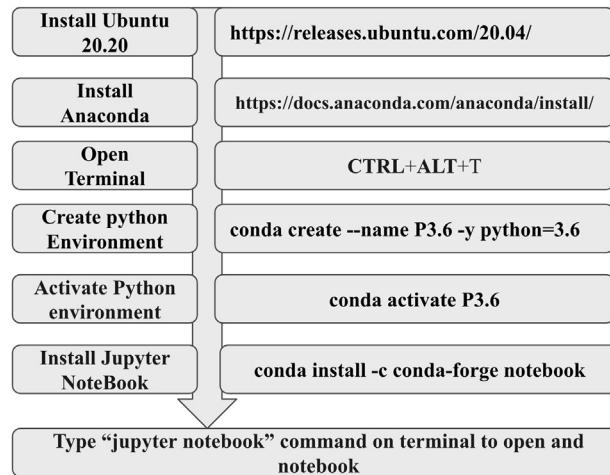 Install Ubuntu
20.20
https://releases.ubuntu.com/20.04/
Install
Anaconda
https://docs.anaconda.com/anaconda/install/
Open
Terminal
CTRL+ALT+T
Create python
Environment
conda create --name P3.6 -y python=3.6
Activate Python
environment
conda activate P3.6
Install Jupyter
NoteBook
conda install -c conda-forge notebook
Type “jupyter notebook” command on terminal to open and
notebook